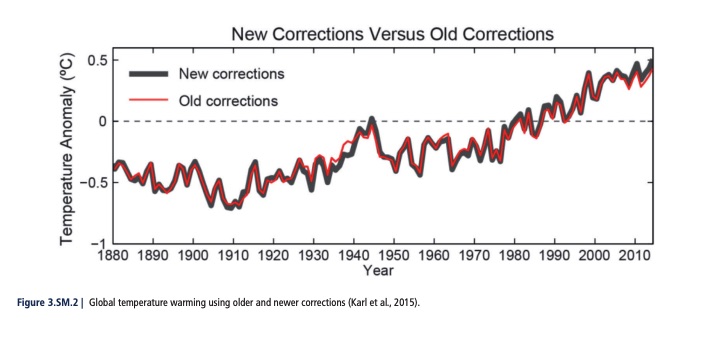 New Corrections Versus Old Corrections
Temperature Anomaly (ºC)
0.5
0
−0.5
−1
New corrections
Old corrections
1880 1890 1900 1910 1920 1930 1940 1950 1960 1970 1980 1990 2000 2010
Year
Figure 3.SM.2 | Global temperature warming using older and newer corrections (Karl et al., 2015).